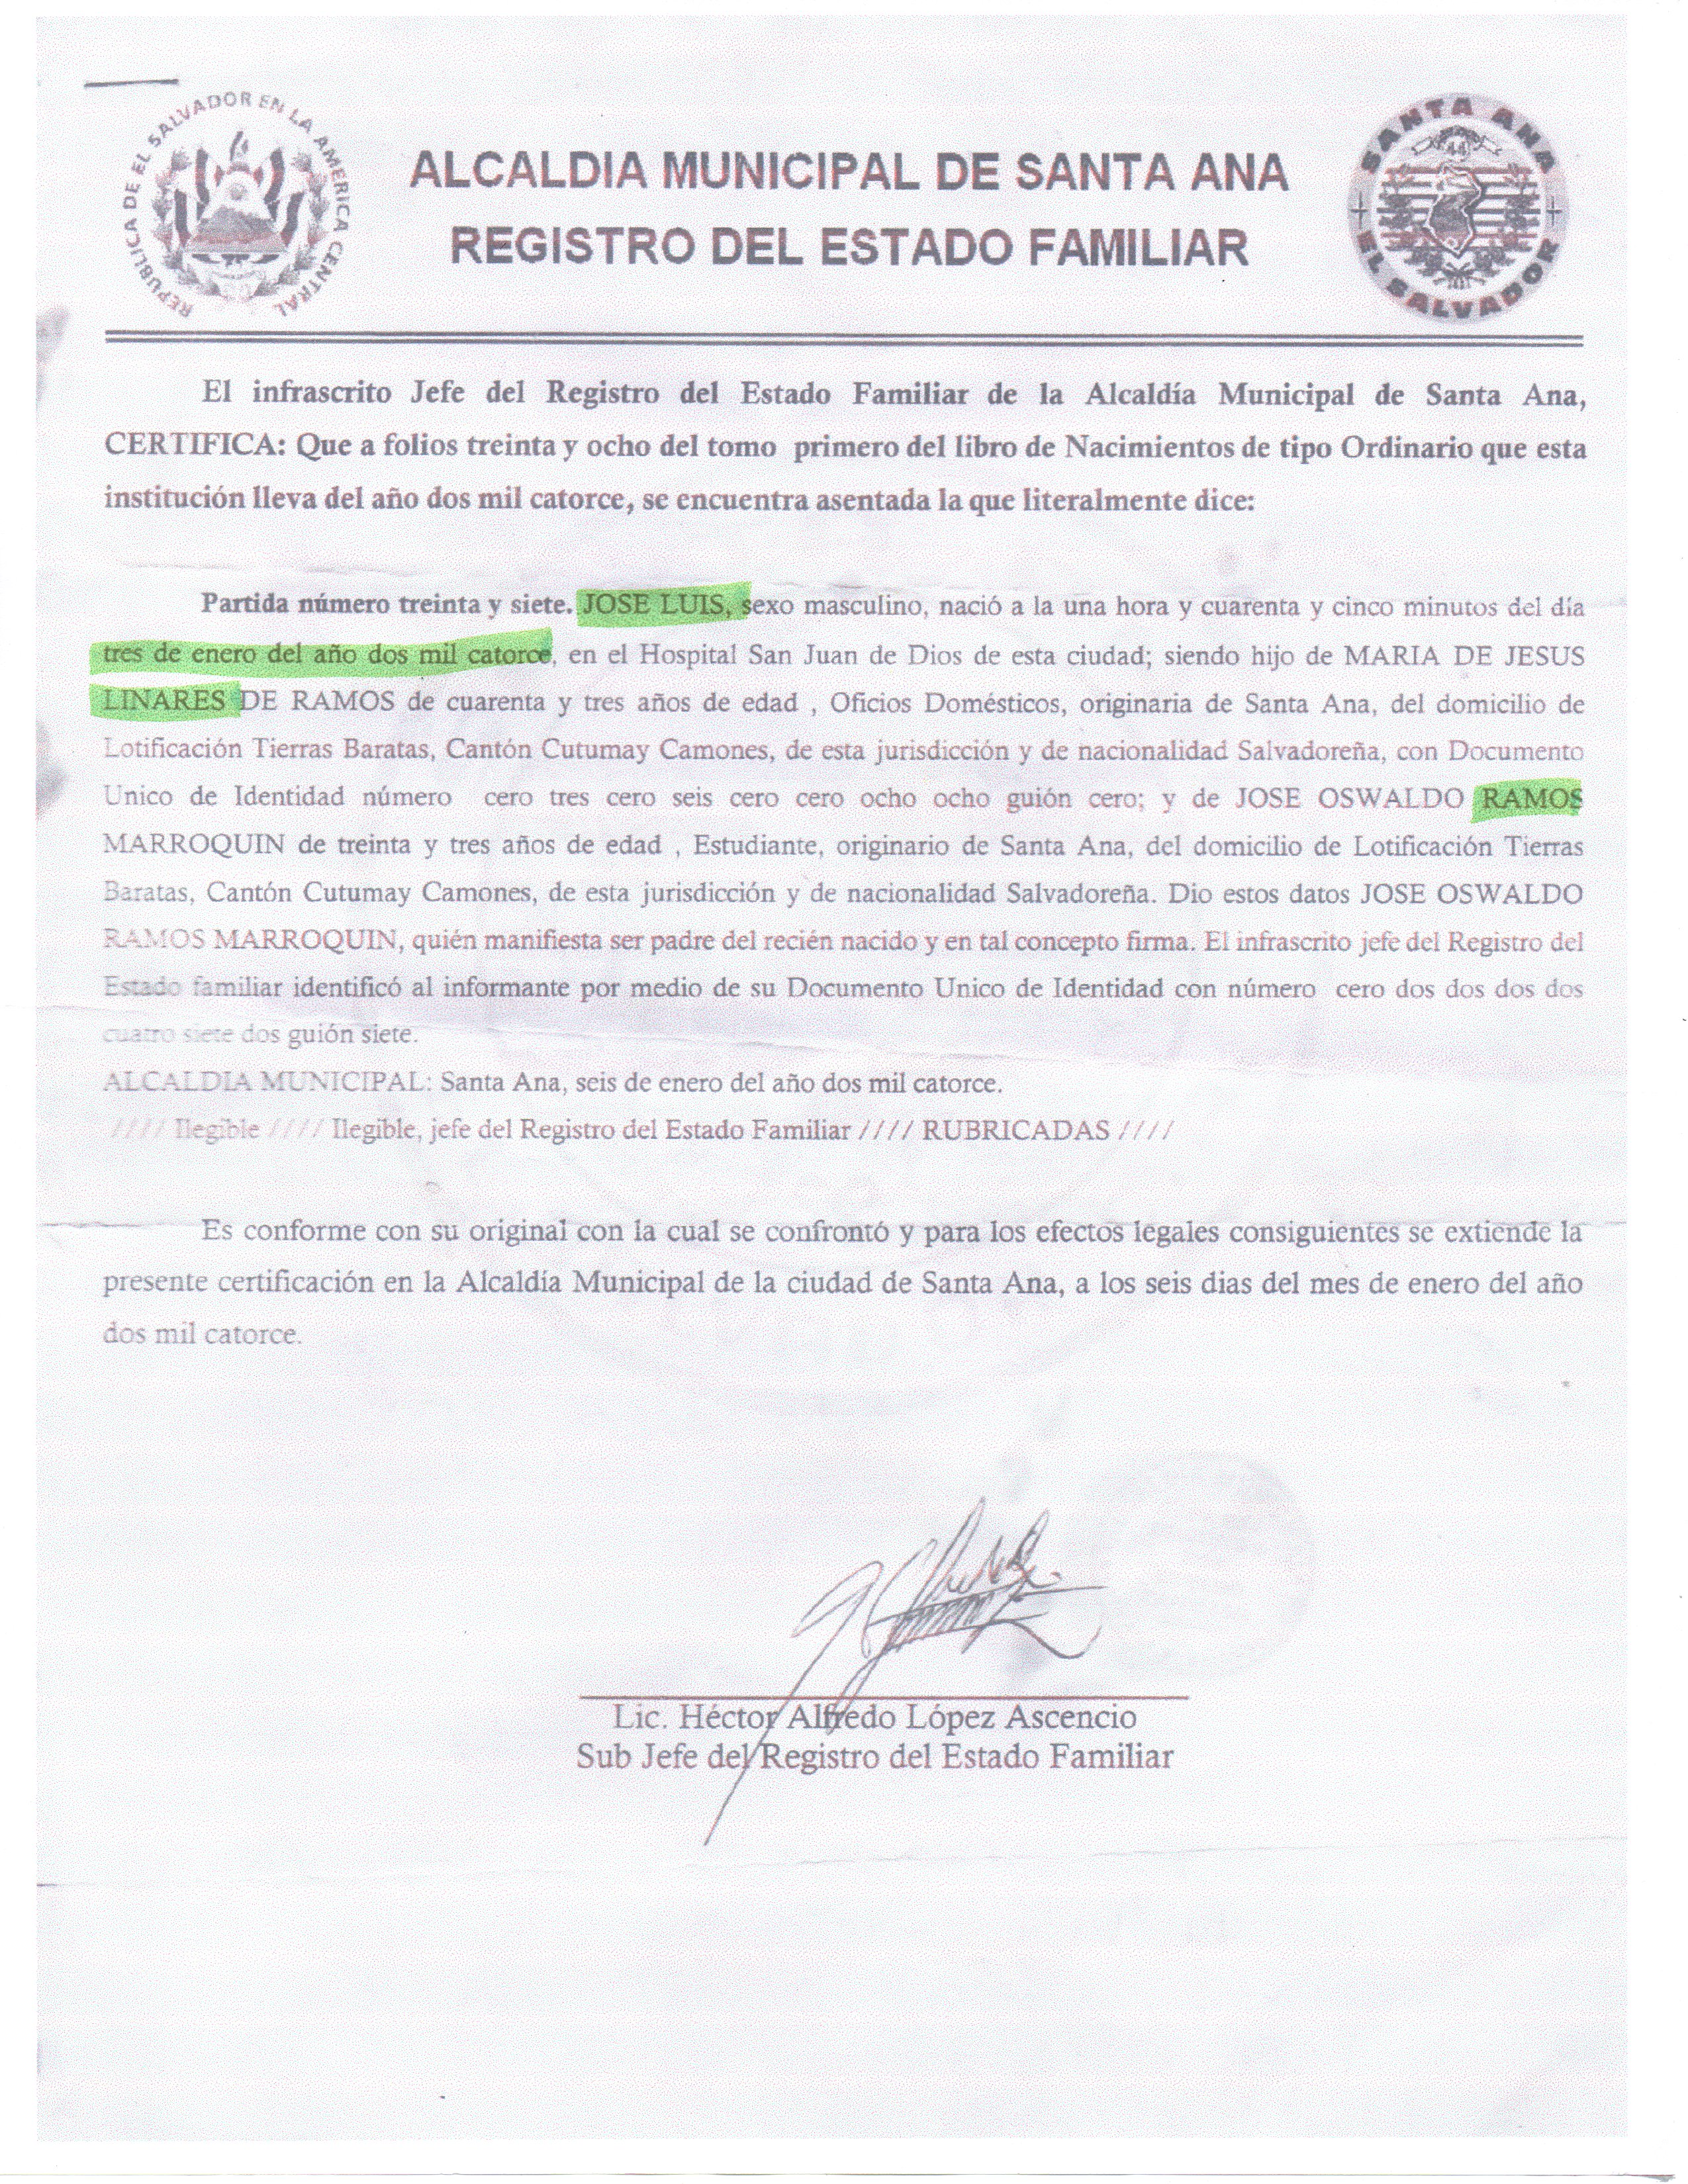 REPUBLICA DE EL SALVADOR EN LA AMERICA CENTRAL
ALCALDIA MUNICIPAL DE SANTA ANA
REGISTRO DEL ESTADO FAMILIAR
SANTA ANA
44
EL SALVADOR
El infrascrito Jefe del Registro del Estado Familiar de la Alcaldía Municipal de Santa Ana,
CERTIFICA: Que a folios treinta y ocho del tomo primero del libro de Nacimientos de tipo Ordinario que esta
institución lleva del año dos mil catorce, se encuentra asentada la que literalmente dice:
Partida número treinta y siete. JOSE LUIS, sexo masculino, nació a la una hora y cuarenta y cinco minutos del día
tres de enero del año dos mil catorce, en el Hospital San Juan de Dios de esta ciudad; siendo hijo de MARIA DE JESUS
LINARES DE RAMOS de cuarenta y tres años de edad , Oficios Domésticos, originaria de Santa Ana, del domicilio de
Lotificación Tierras Baratas, Cantón Cutumay Camones, de esta jurisdicción y de nacionalidad Salvadoreña, con Documento
Unico de Identidad número cero tres cero seis cero cero ocho ocho guión cero; y de JOSE OSWALDO RAMOS
MARROQUIN de treinta y tres años de edad , Estudiante, originario de Santa Ana, del domicilio de Lotificación Tierras
Baratas, Cantón Cutumay Camones, de esta jurisdicción y de nacionalidad Salvadoreña. Dio estos datos JOSE OSWALDO
RAMOS MARROQUIN, quién manifiesta ser padre del recién nacido y en tal concepto firma. El infrascrito jefe del Registro del
Estado familiar identificó al informante por medio de su Documento Unico de Identidad con número cero dos dos dos dos
cuatro siete dos guión siete.
ALCALDIA MUNICIPAL: Santa Ana, seis de enero del año dos mil catorce.
//// Ilegible //// Ilegible, jefe del Registro del Estado Familiar //// RUBRICADAS ////
Es conforme con su original con la cual se confrontó y para los efectos legales consiguientes se extiende la
presente certificación en la Alcaldía Municipal de la ciudad de Santa Ana, a los seis dias del mes de enero del año
dos mil catorce.
Lic. Héctor Alfredo López Ascencio
Sub Jefe del Registro del Estado Familiar